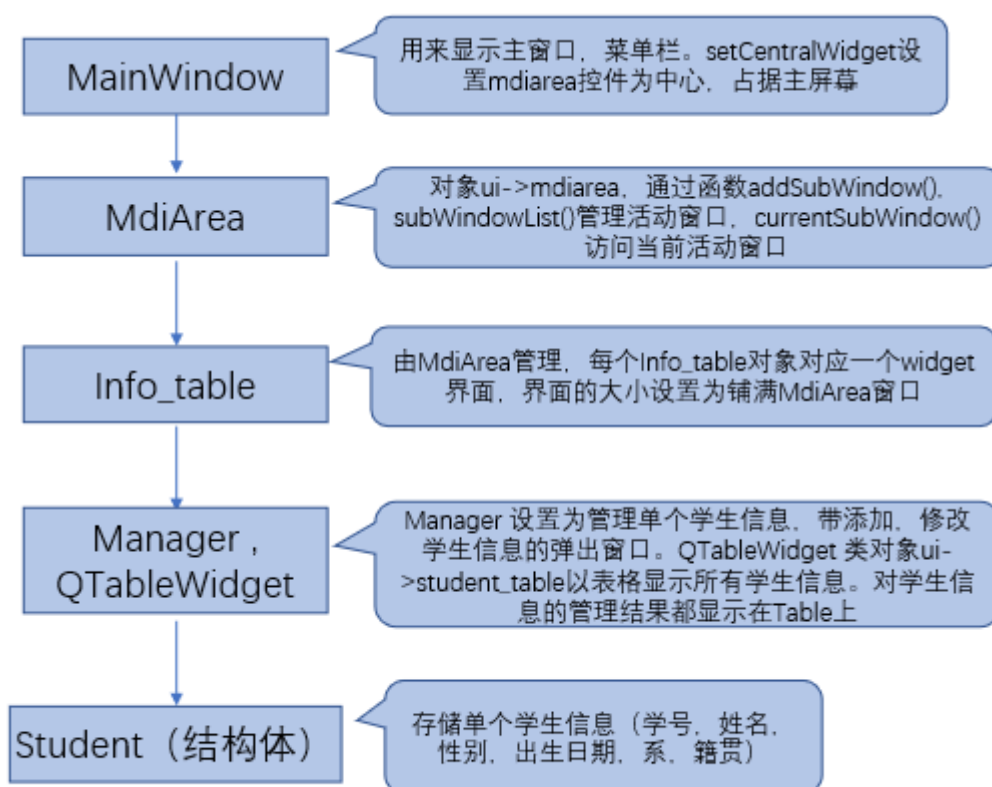 MainWindow
用来显示主窗口，菜单栏。setCentralWidget设
置mdiarea控件为中心，占据主屏幕
MdiArea
对象ui->mdiarea，通过函数addSubWindow(),
subWindowList()管理活动窗口，currentSubWindow()
访问当前活动窗口
Info_table
由MdiArea管理，每个Info_table对象对应一个widget
界面，界面的大小设置为铺满MdiArea窗口
Manager ,
QTableWidget
Manager 设置为管理单个学生信息，带添加，修改
学生信息的弹出窗口。QTableWidget 类对象ui-
>student_table以表格显示所有学生信息。对学生信
息的管理结果都显示在Table上
Student（结构体）
存储单个学生信息（学号，姓名，
性别，出生日期，系，籍贯）